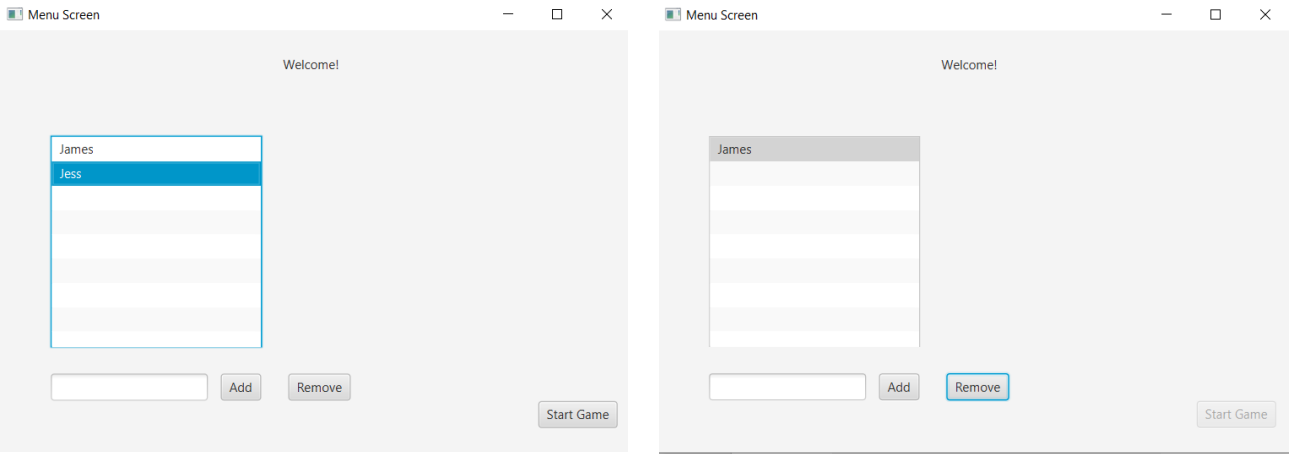 Menu Screen
Welcome!
James
Jess
Add
Remove
Start Game
Menu Screen
Welcome!
James
Add
Remove
Start Game